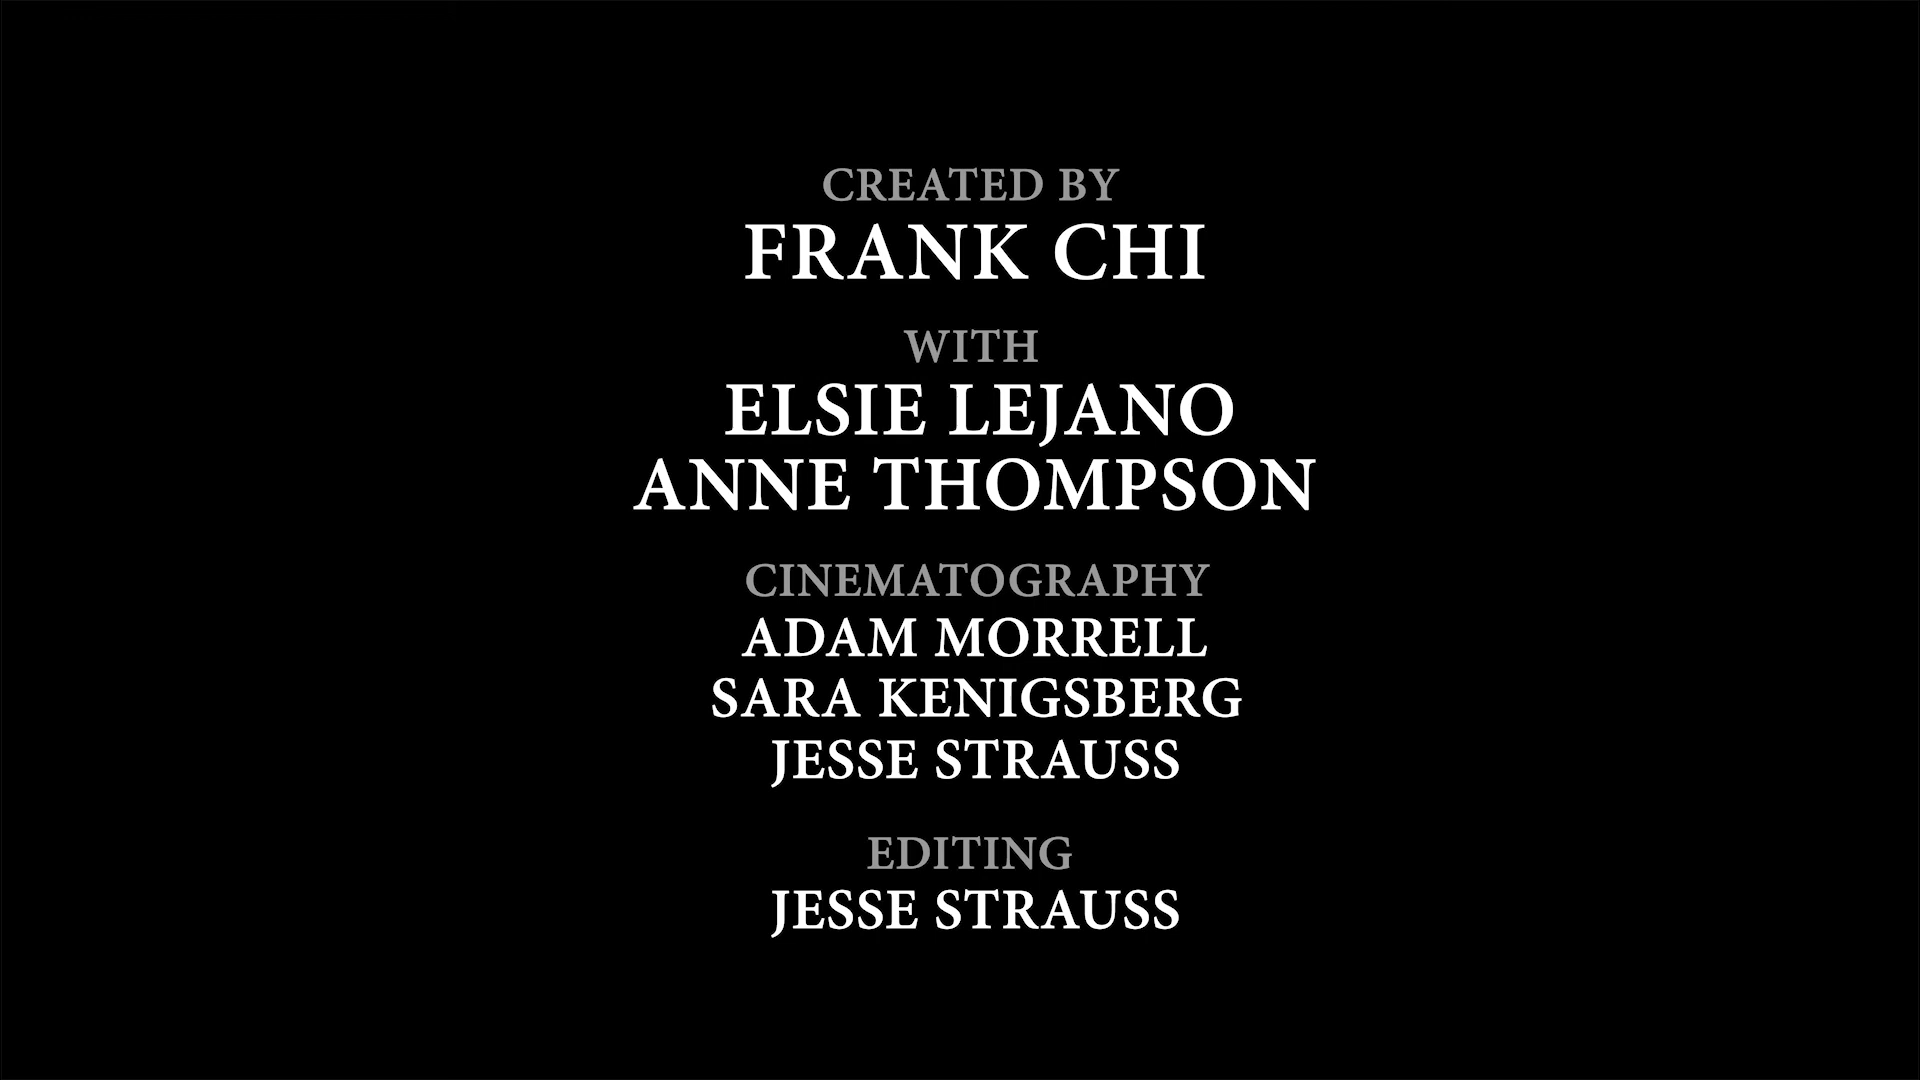 CREATED BY
FRANK CHI
WITH
ELSIE LEJANO
ANNE THOMPSON
CINEMATOGRAPHY
ADAM MORRELL
SARA KENIGSBERG
JESSE STRAUSS
EDITING
JESSE STRAUSS